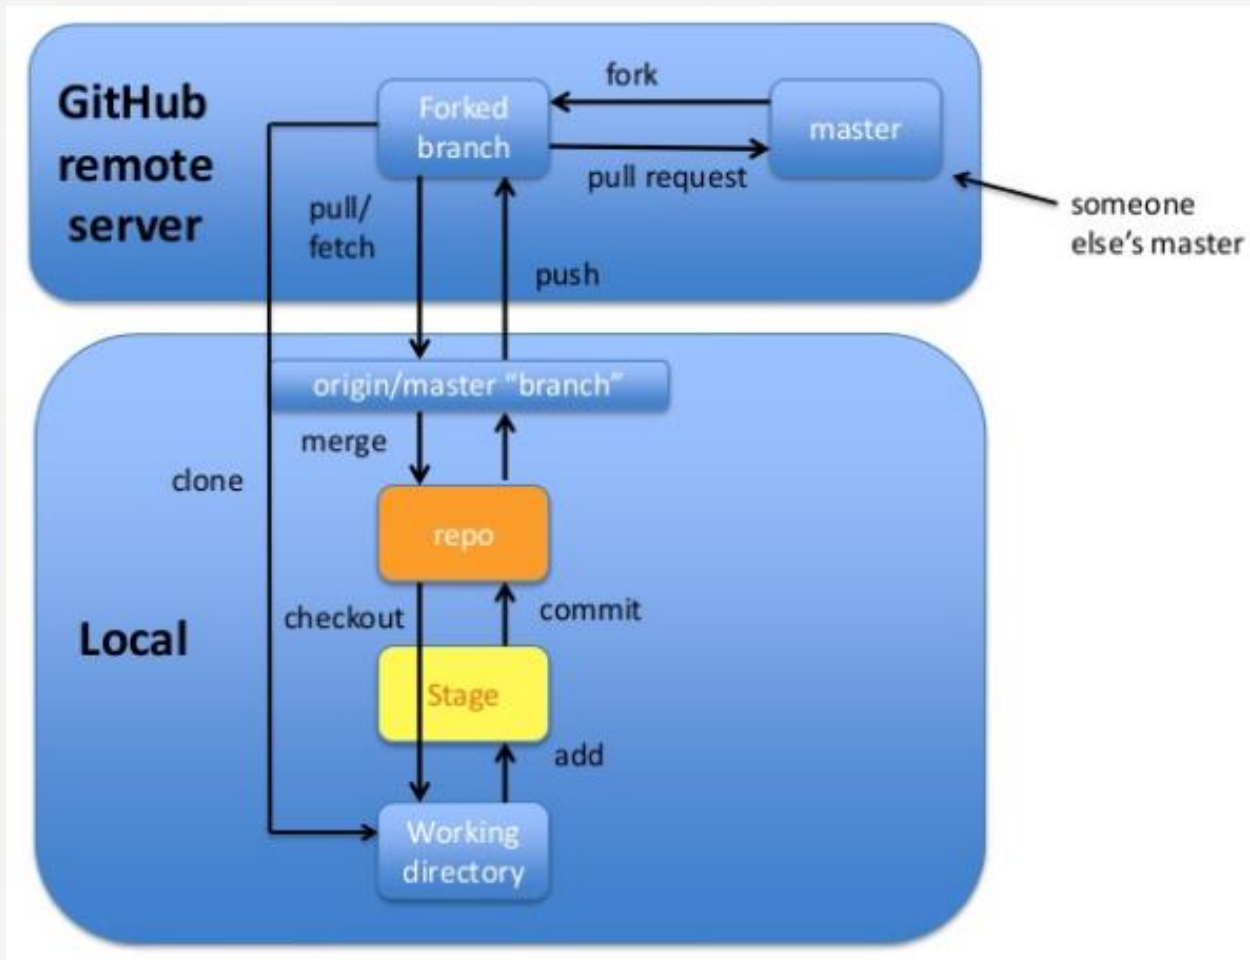 GitHub
remote
server
fork
Forked
branch
master
pull request
someone
else’s master
pull/
fetch
push
origin/master “branch”
merge
clone
repo
checkout
commit
Local
Stage
add
Working
directory